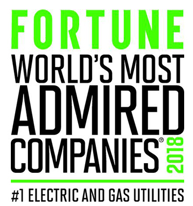 FORTUNE
WORLD'S MOST
ADMIRED
COMPANIES®
2018
#1 ELECTRIC AND GAS UTILITIES